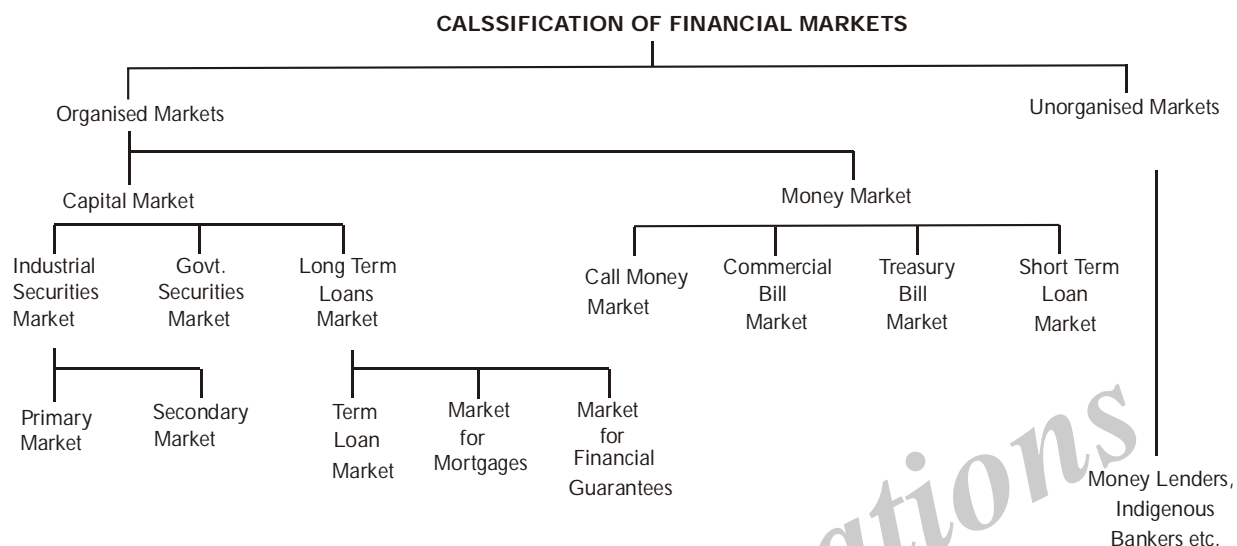 CALSSIFICATION OF FINANCIAL MARKETS
Organised Markets
Unorganised Markets
Capital Market
Money Market
Industrial
Securities
Market
Govt.
Securities
Market
Long Term
Loans
Market
Call Money
Market
Commercial
Bill
Market
Treasury
Bill
Market
Short Term
Loan
Market
Primary
Market
Secondary
Market
Term
Loan
Market
Market
for
Mortgages
Market
for
Financial
Guarantees
Money Lenders,
Indigenous
Bankers etc.
ations